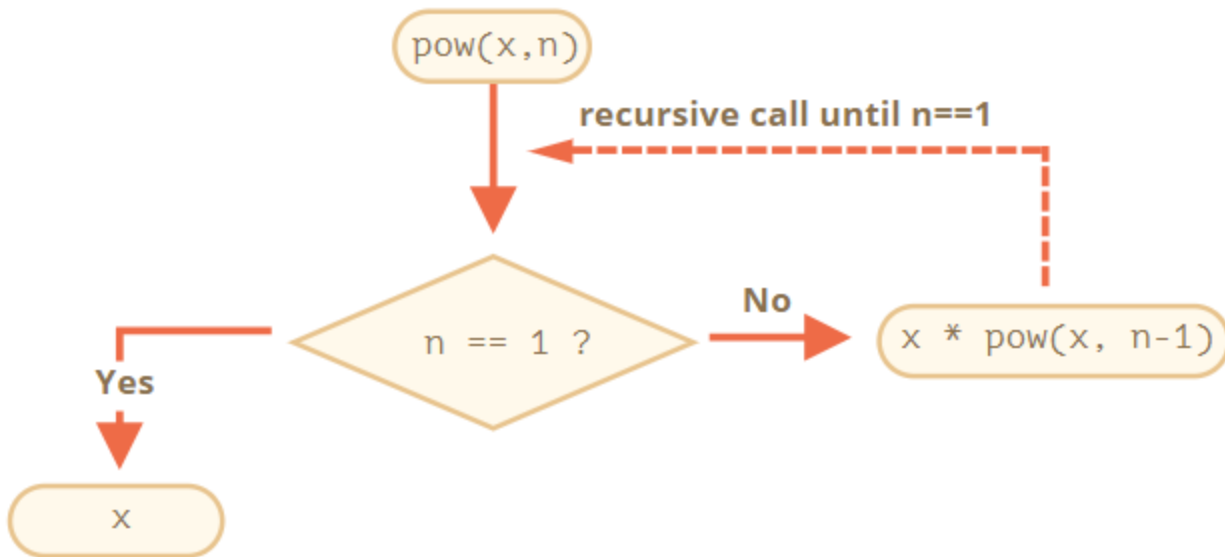 pow(x,n)
recursive call until n==1
n == 1 ?
No
x * pow(x, n-1)
Yes
x